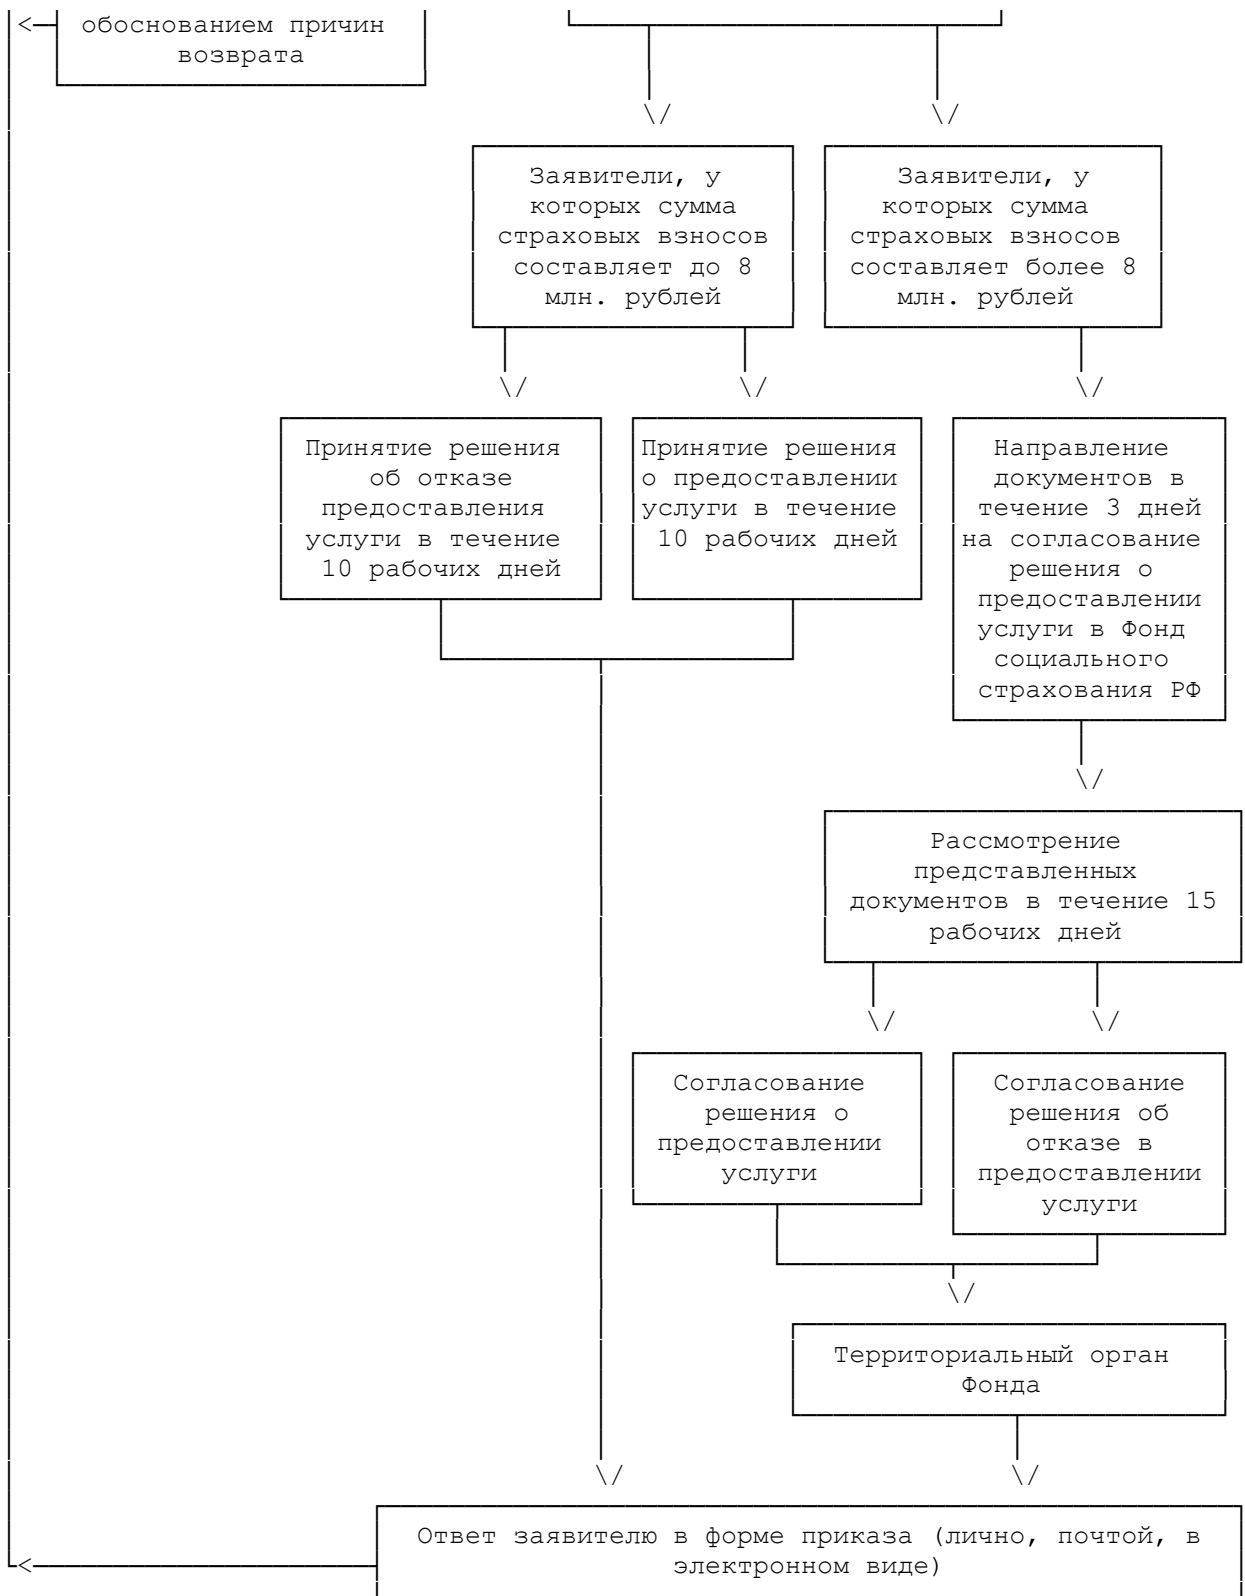 обоснованием причин
возврата
Заявители, у
которых сумма
страховых взносов
составляет до 8
млн. рублей
Заявители, у
которых сумма
страховых взносов
составляет более 8
млн. рублей
Принятие решения
об отказе
предоставления
услуги в течение
10 рабочих дней
Принятие решения
о предоставлении
услуги в течение
10 рабочих дней
Направление
документов в
течение 3 дней
на согласование
решения о
предоставлении
услуги в Фонд
социального
страхования РФ
Рассмотрение
представленных
документов в течение 15
рабочих дней
Согласование
решения о
предоставлении
услуги
Согласование
решения об
отказе в
предоставлении
услуги
Территориальный орган
Фонда
Ответ заявителю в форме приказа (лично, почтой, в
электронном виде)